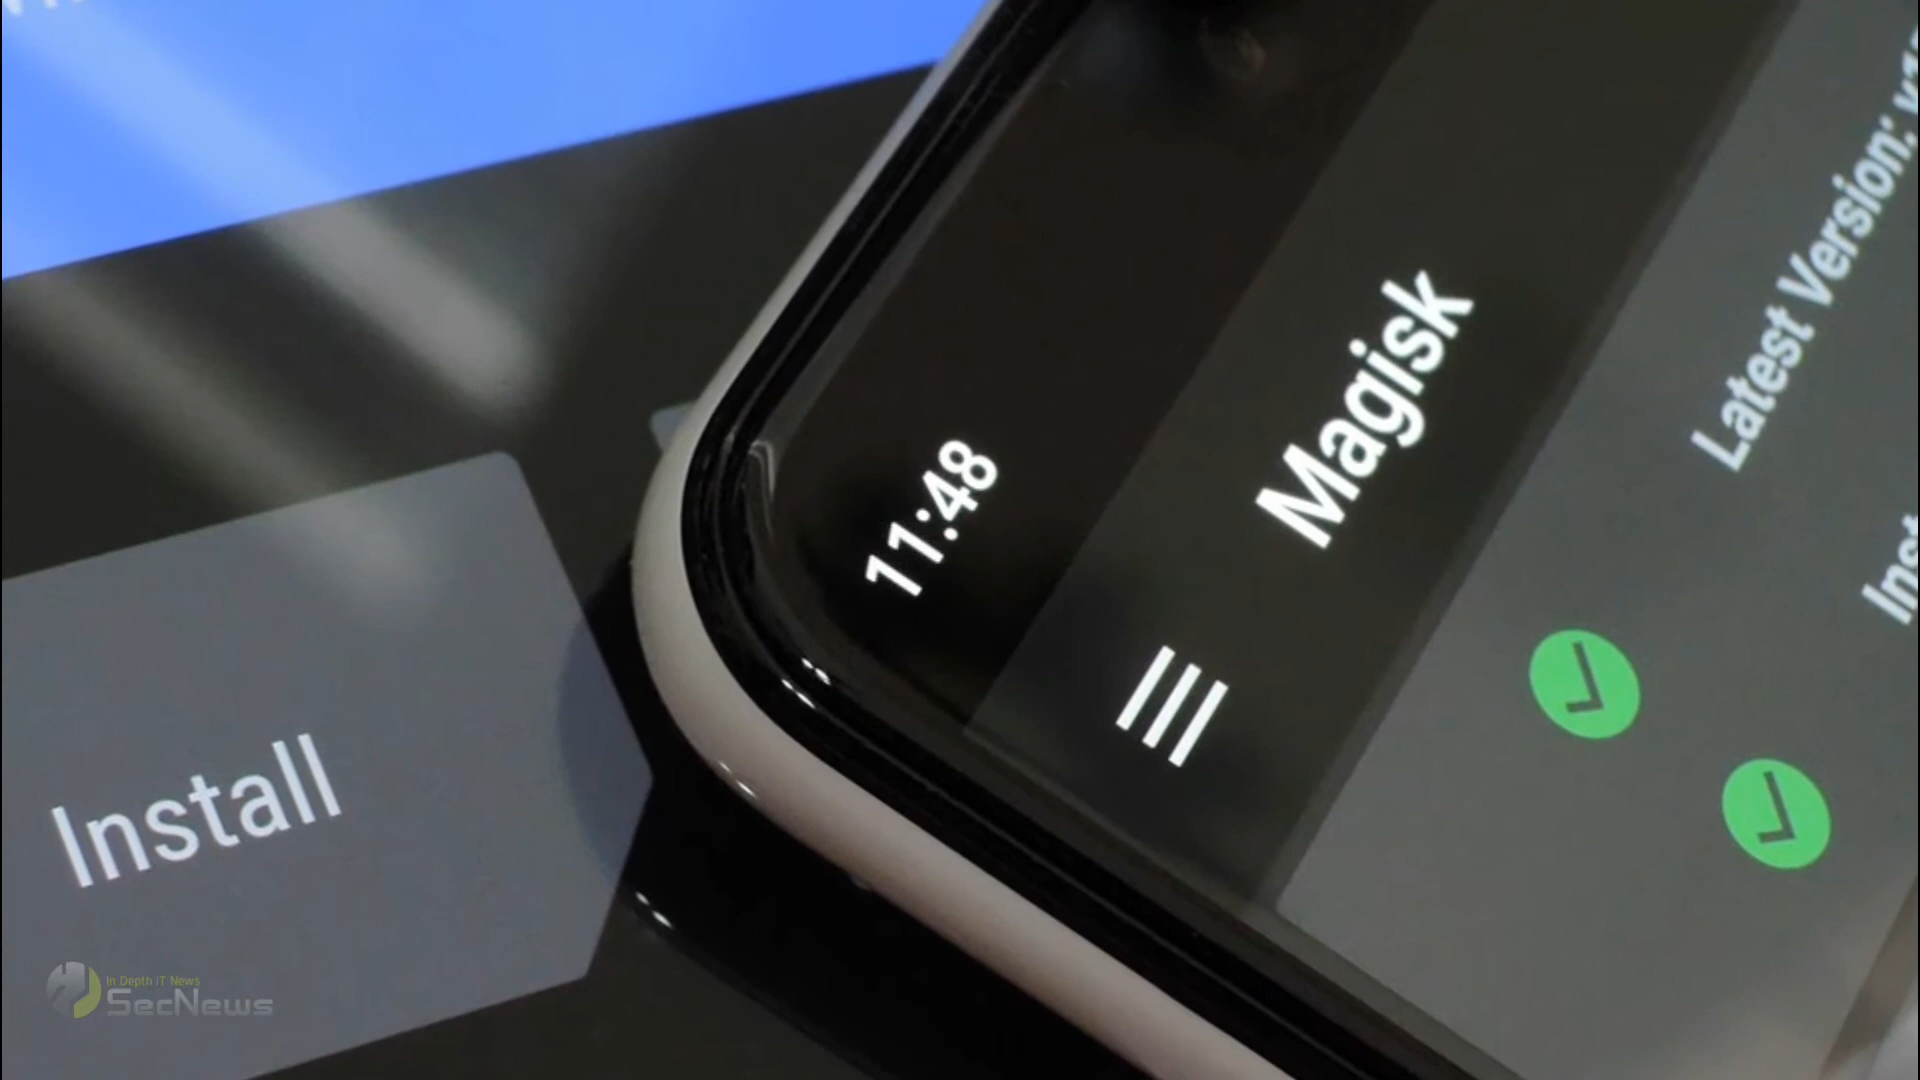 11:48
Magisk
Latest Version:
Install
In Depth IT News
SecNews